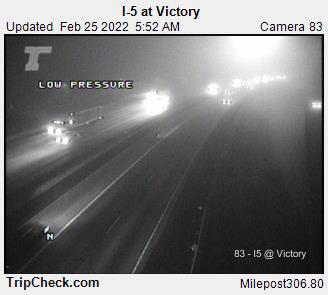 I-5 at Victory
Updated Feb 25 2022 5:52 AM Camera 83
LOW PRESSURE
N
83 - I5 @ Victory
TripCheck.com Milepost306.80